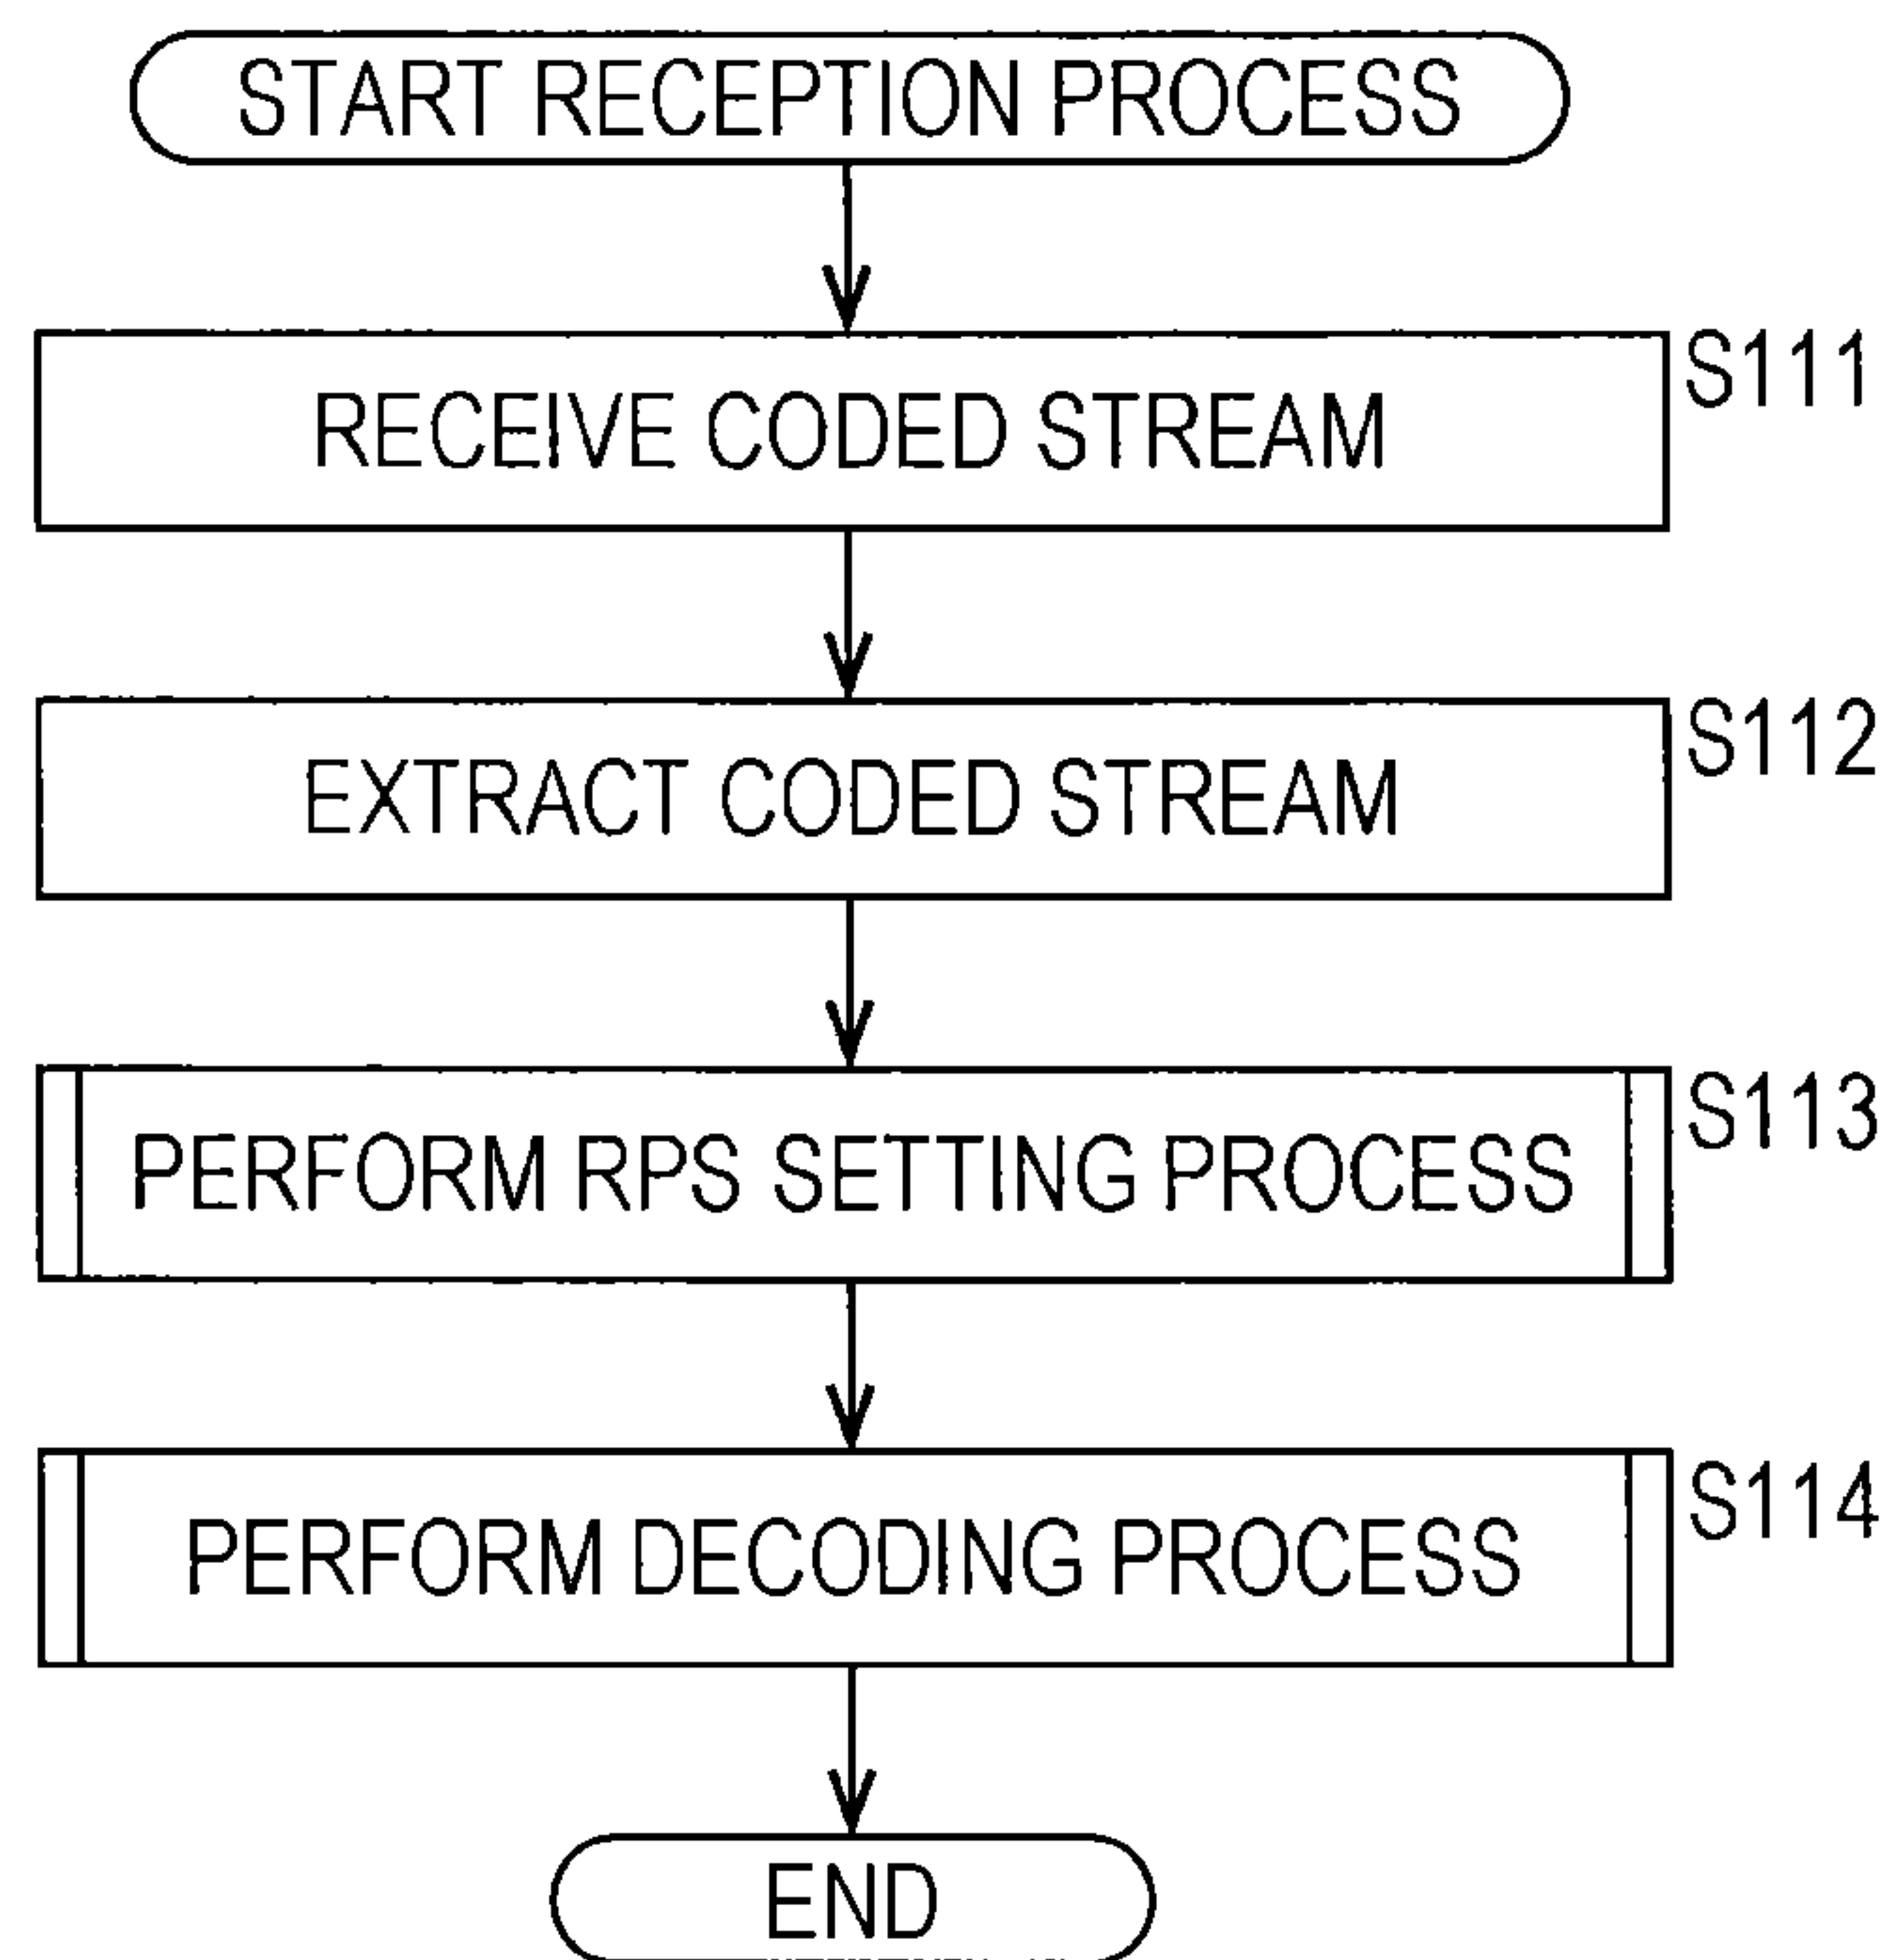 START RECEPTION PROCESS
RECEIVE CODED STREAM
S111
EXTRACT CODED STREAM
S112
PERFORM RPS SETTING PROCESS
S113
PERFORM DECODING PROCESS
S114
END